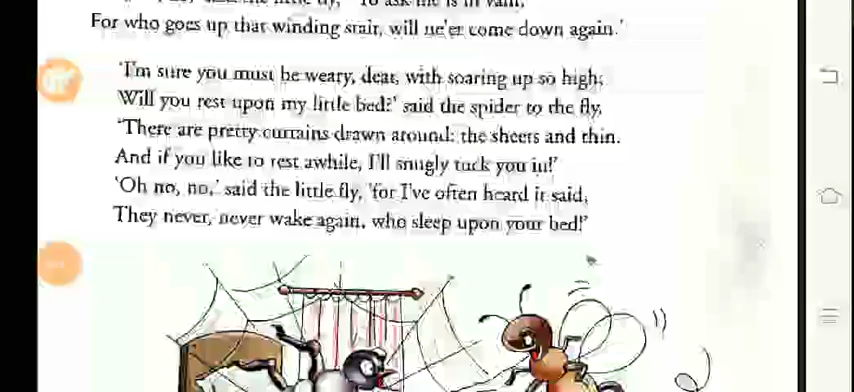 For who goes up that winding stair, will ne'er come down again.'
'I'm sure you must be weary, dear, with soaring up so high;
Will you rest upon my little bed?' said the spider to the fly,
'There are pretty curtains drawn around: the sheets and thin.
And if you like to rest awhile, I'll snugly tuck you in!'
'Oh no, no,' said the little fly, 'for I've often heard it said,
They never, never wake again, who sleep upon your bed!'